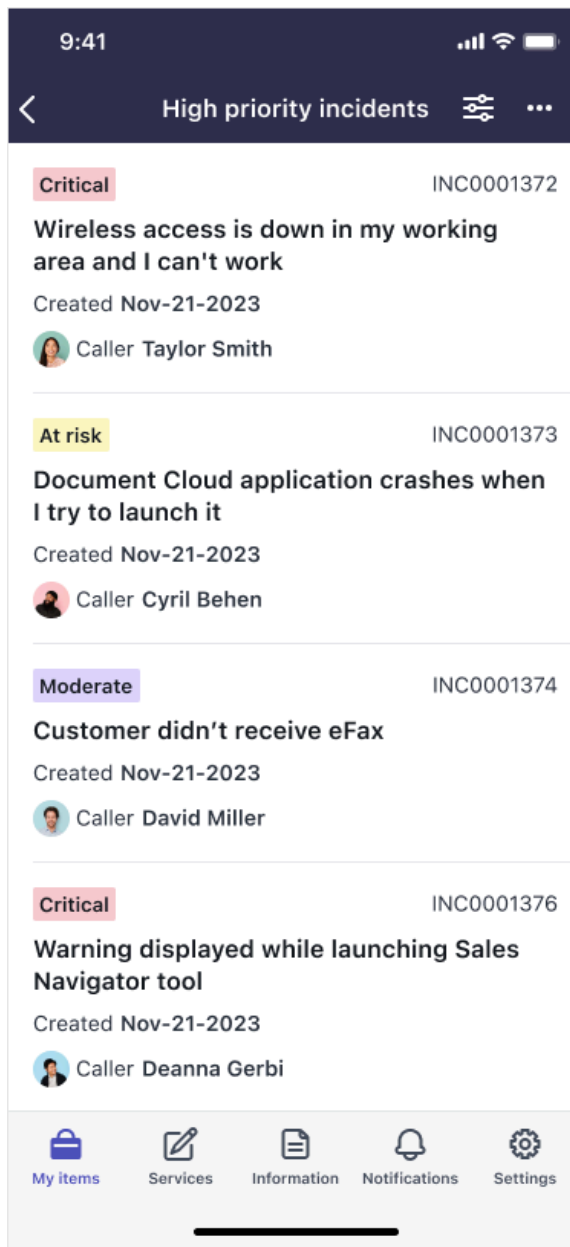 9:41
High priority incidents
Critical INC0001372
Wireless access is down in my working
area and I can't work
Created Nov-21-2023
Caller Taylor Smith
At risk INC0001373
Document Cloud application crashes when
I try to launch it
Created Nov-21-2023
Caller Cyril Behen
Moderate INC0001374
Customer didn’t receive eFax
Created Nov-21-2023
Caller David Miller
Critical INC0001376
Warning displayed while launching Sales
Navigator tool
Created Nov-21-2023
Caller Deanna Gerbi
My items Services Information Notifications Settings